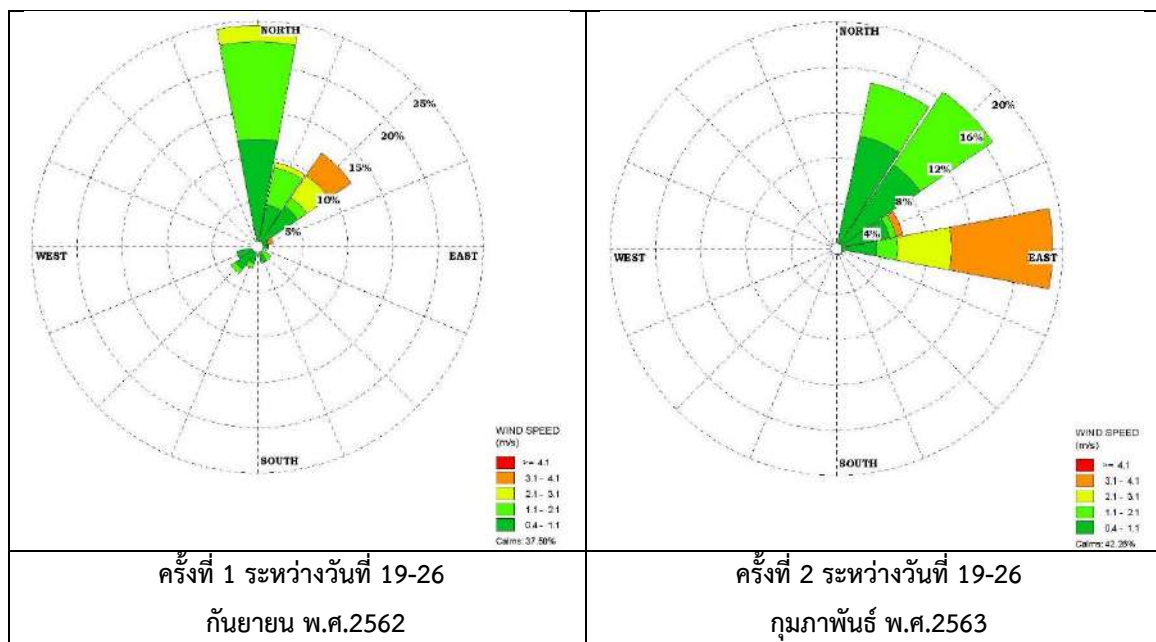 NORTH
25%
20%
15%
10%
5%
WEST
EAST
SOUTH
WIND SPEED
(m/s)
>= 4.1
3.1 - 4.1
2.1 - 3.1
1.1 - 2.1
0.4 - 1.1
Calms: 37.50%
NORTH
20%
16%
12%
8%
4%
WEST
EAST
SOUTH
WIND SPEED
(m/s)
>= 4.1
3.1 - 4.1
2.1 - 3.1
1.1 - 2.1
0.4 - 1.1
Calms: 42.26%
ครั้งที่ 1 ระหว่างวันที่ 19-26
กันยายน พ.ศ.2562
ครั้งที่ 2 ระหว่างวันที่ 19-26
กุมภาพันธ์ พ.ศ.2563